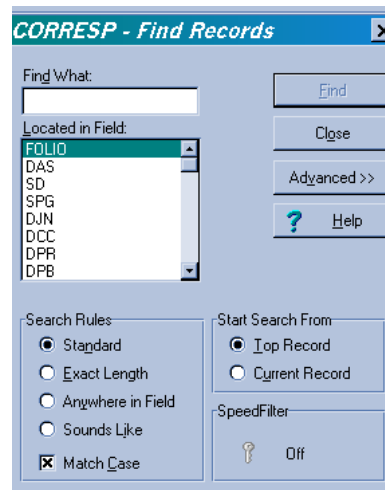 CORRESP - Find Records
Find What:
Find
Located in Field:
FOLIO
DAS
SD
SPG
DJN
DCC
DPR
DPB
Close
Advanced >>
? Help
Search Rules
Standard
Exact Length
Anywhere in Field
Sounds Like
Match Case
Start Search From
Top Record
Current Record
SpeedFilter
Off